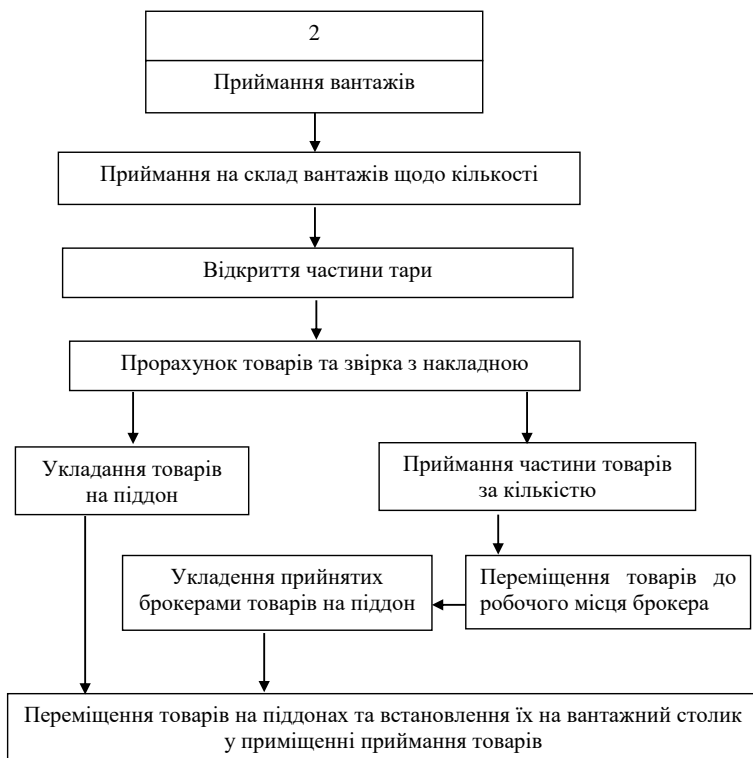 2
Приймання вантажів
Приймання на склад вантажів щодо кількості
Відкриття частини тари
Прорахунок товарів та звірка з накладною
Укладання товарів
на піддон
Приймання частини товарів
за кількістю
Укладення прийнятих
брокерами товарів на піддон
Переміщення товарів до
робочого місця брокера
Переміщення товарів на піддонах та встановлення їх на вантажний столик
у приміщенні приймання товарів